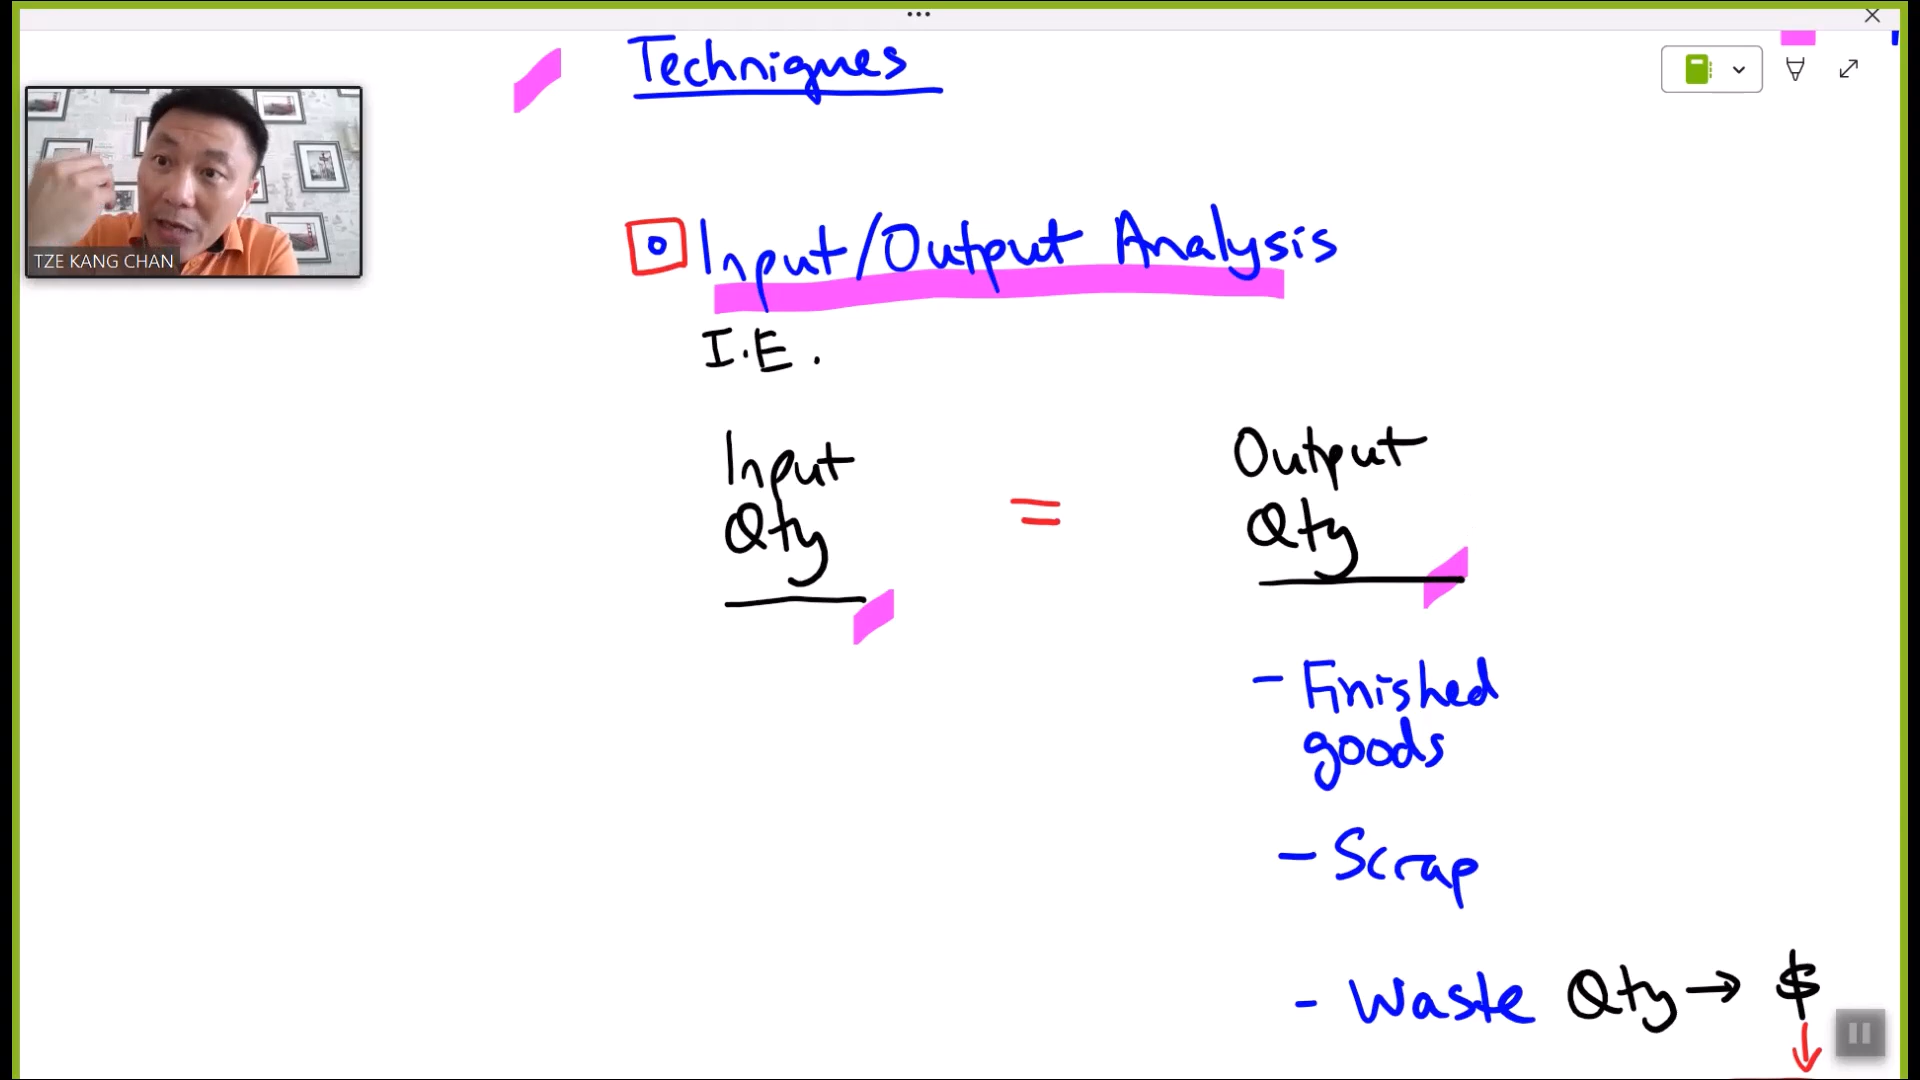 Techniques
TZE KANG CHAN
Input/Output Analysis
I.E.
Input
Qty
=
Output
Qty
- Finished
goods
- Scrap
- Waste Qty → $
↓